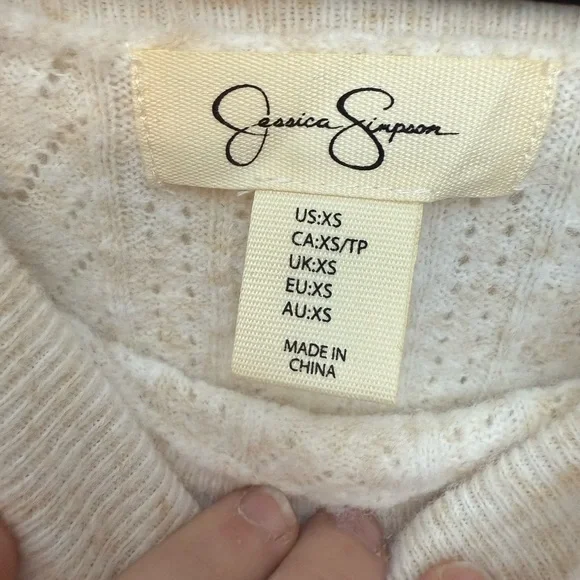 Jessica Simpson
US:XS
CA:XS/TP
UK:XS
EU:XS
AU:XS
MADE IN
CHINA